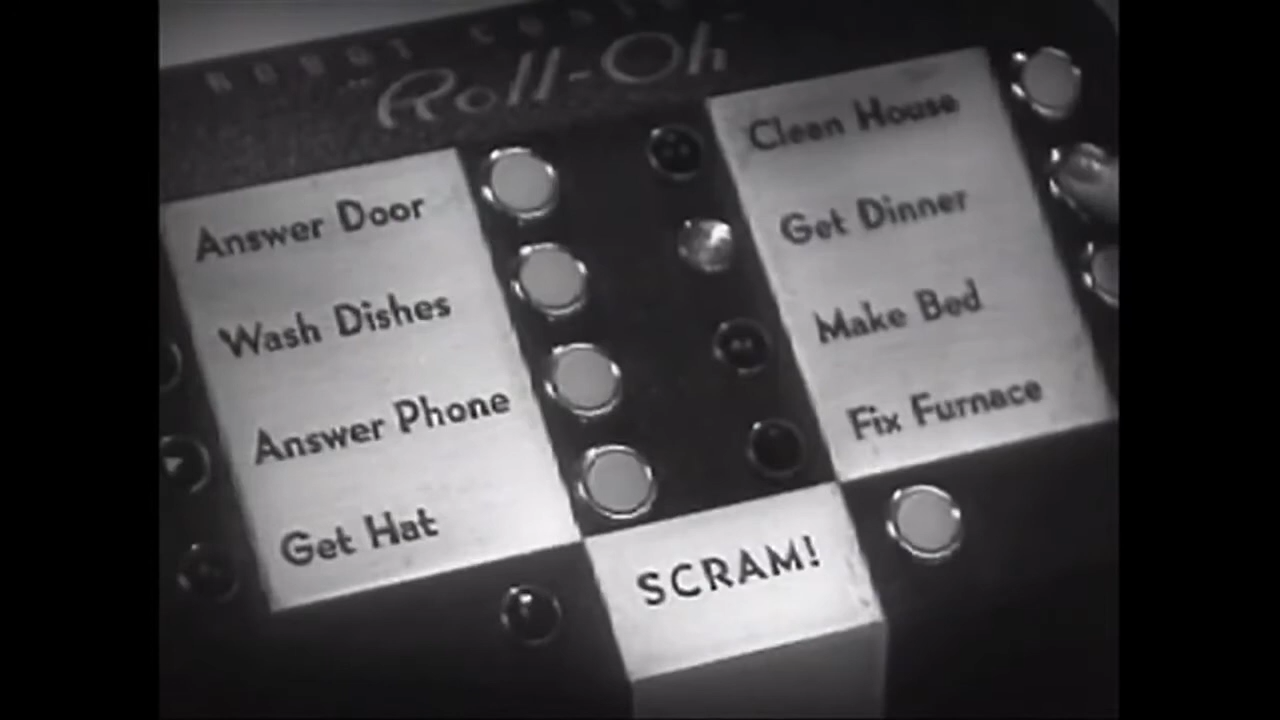 ROBOT
"Roll-Oh"
Answer Door
Wash Dishes
Answer Phone
Get Hat
Clean House
Get Dinner
Make Bed
Fix Furnace
SCRAM!